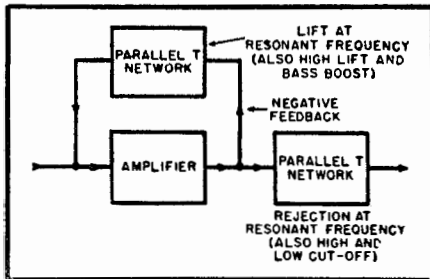 PARALLEL T
NETWORK
LIFT AT
RESONANT FREQUENCY
(ALSO HIGH LIFT AND
BASS BOOST)
NEGATIVE
FEEDBACK
AMPLIFIER
PARALLEL T
NETWORK
REJECTION AT
RESONANT FREQUENCY
(ALSO HIGH AND
LOW CUT-OFF)